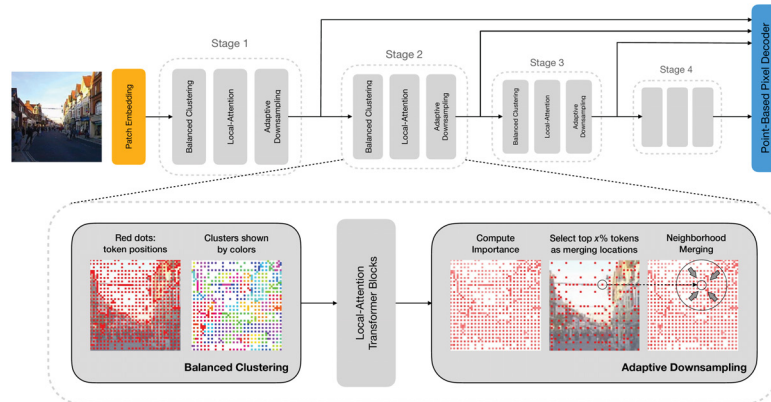 Stage 1
Stage 2
Stage 3
Stage 4
Patch Embedding
Balanced Clustering
Local-Attention
Adaptive
Downsampling
Balanced Clustering
Local-Attention
Adaptive
Downsampling
Balanced Clustering
Local-Attention
Adaptive
Downsampling
Point-Based Pixel Decoder
Red dots:
token positions
Clusters shown
by colors
Balanced Clustering
Local-Attention
Transformer Blocks
Compute
Importance
Select top x% tokens
as merging locations
Neighborhood
Merging
Adaptive Downsampling